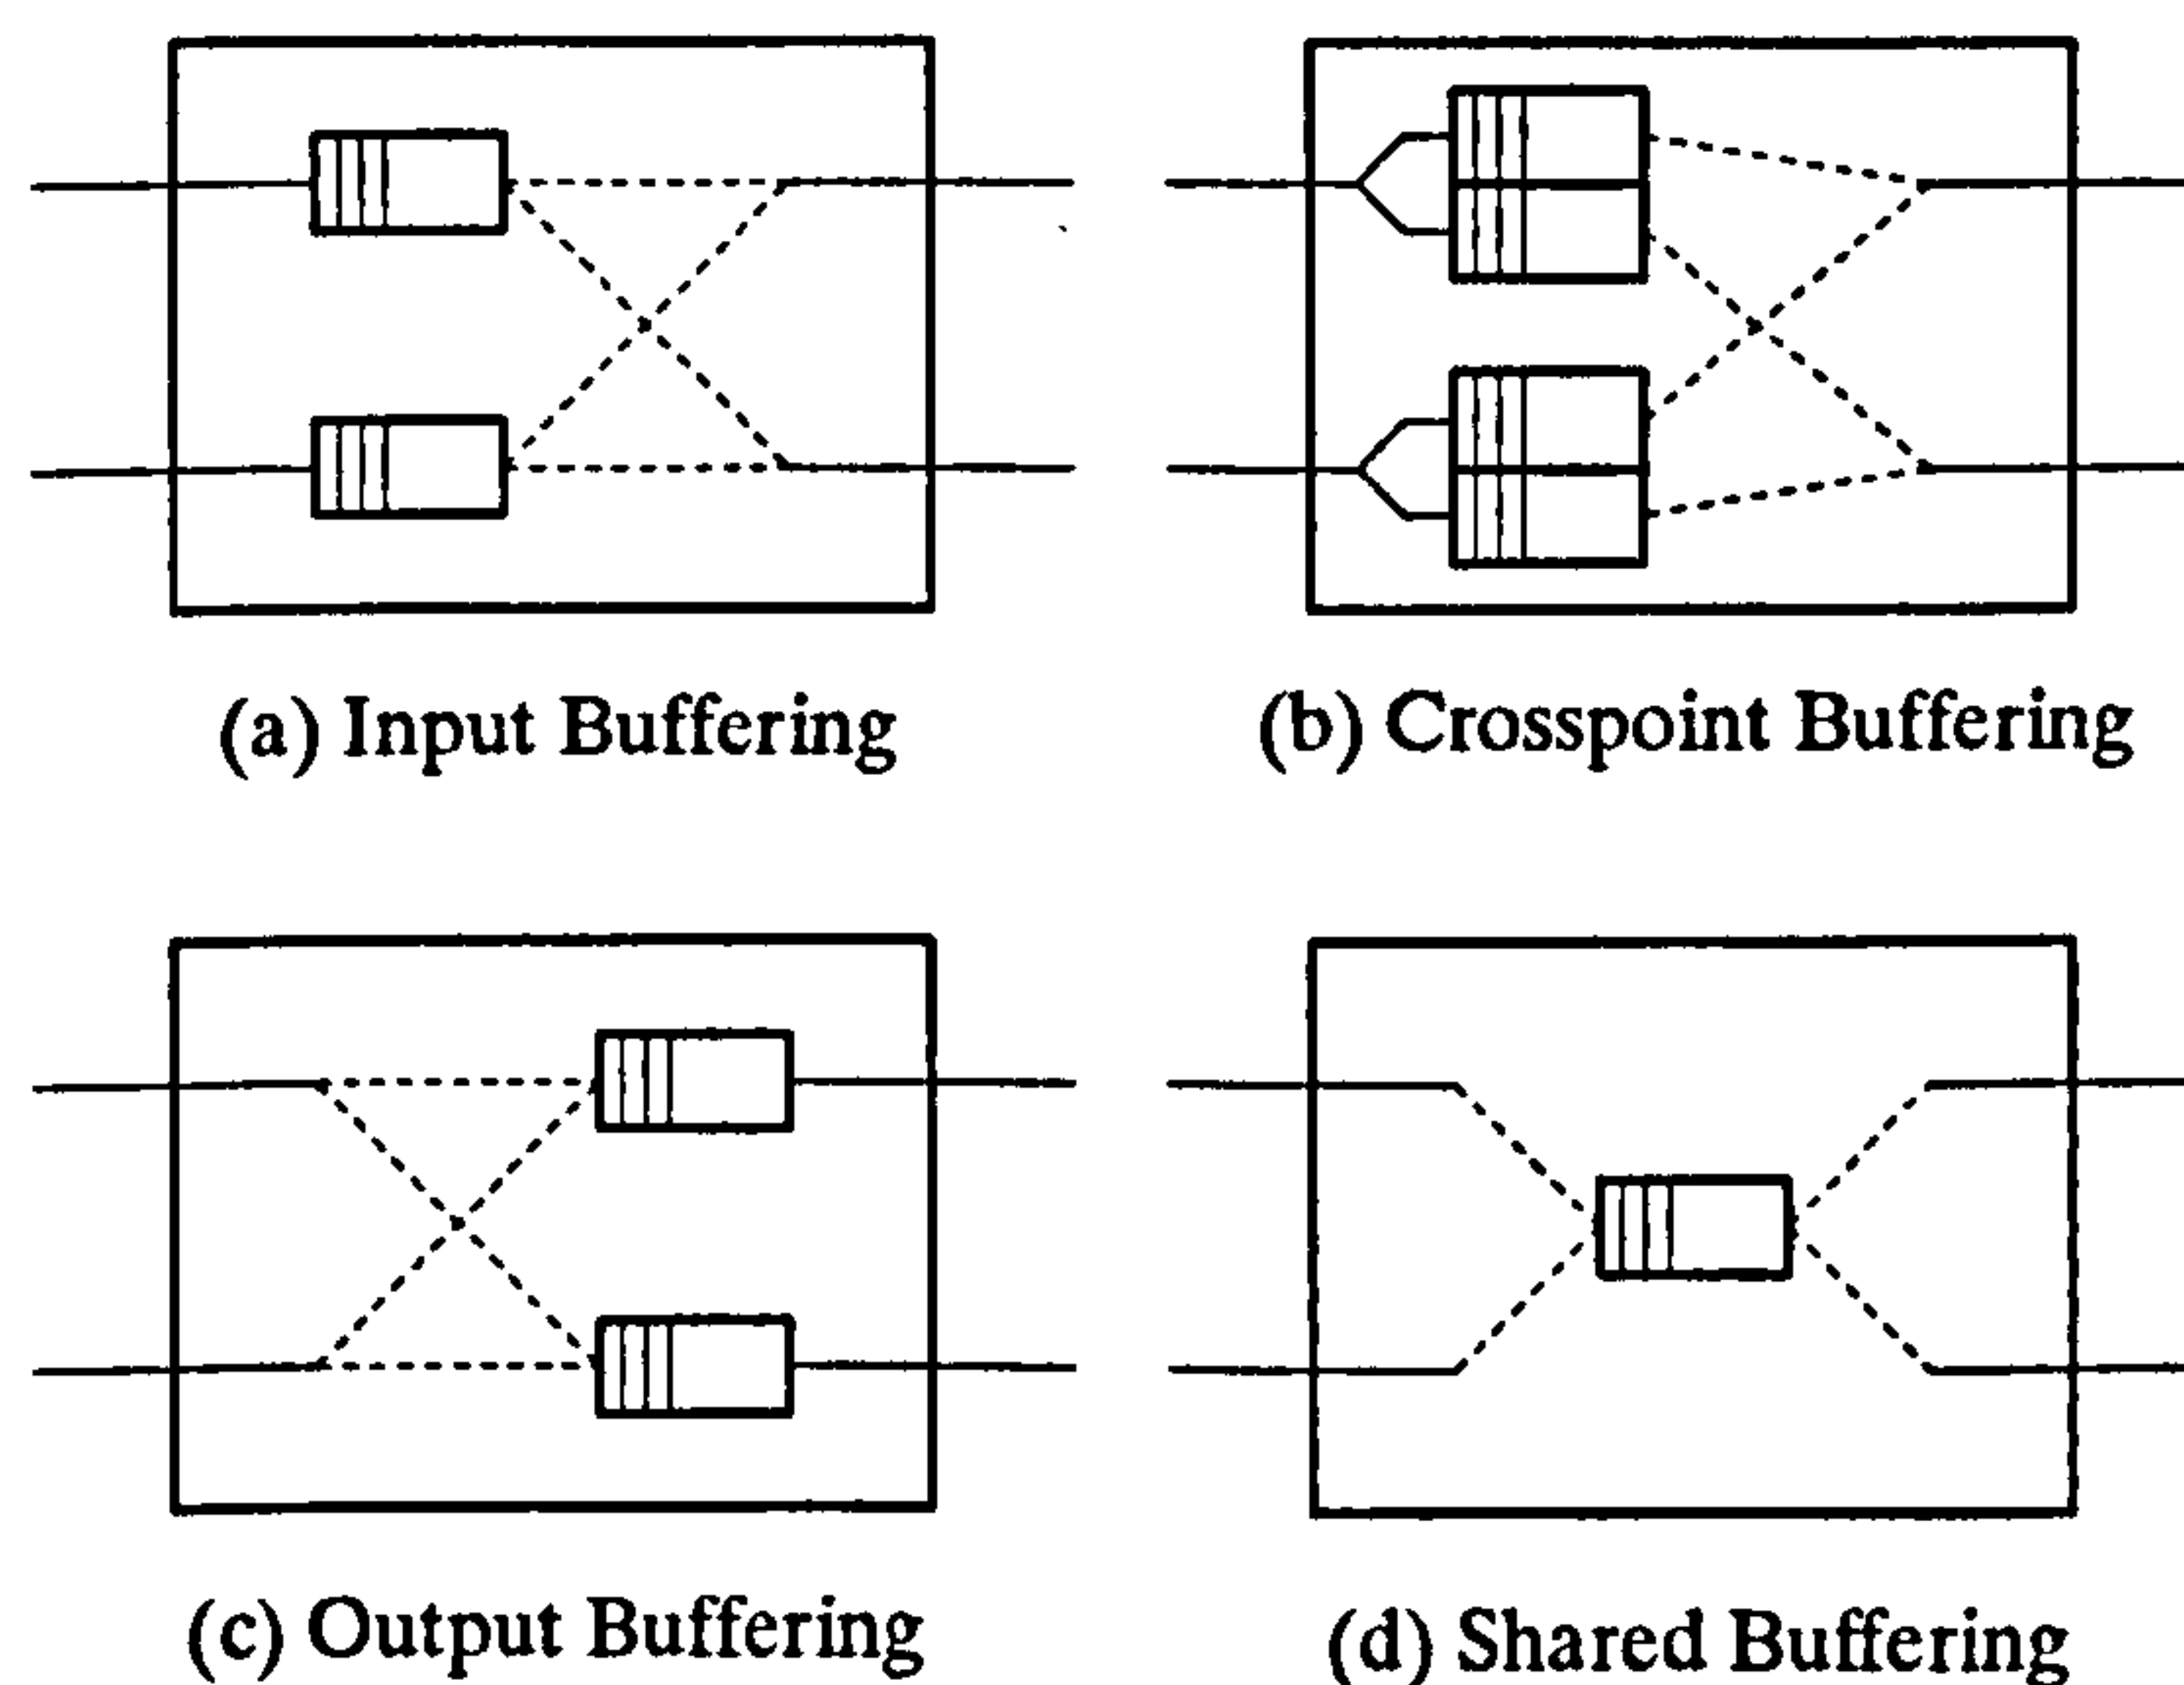 (a) Input Buffering
(b) Crosspoint Buffering
(c) Output Buffering
(d) Shared Buffering